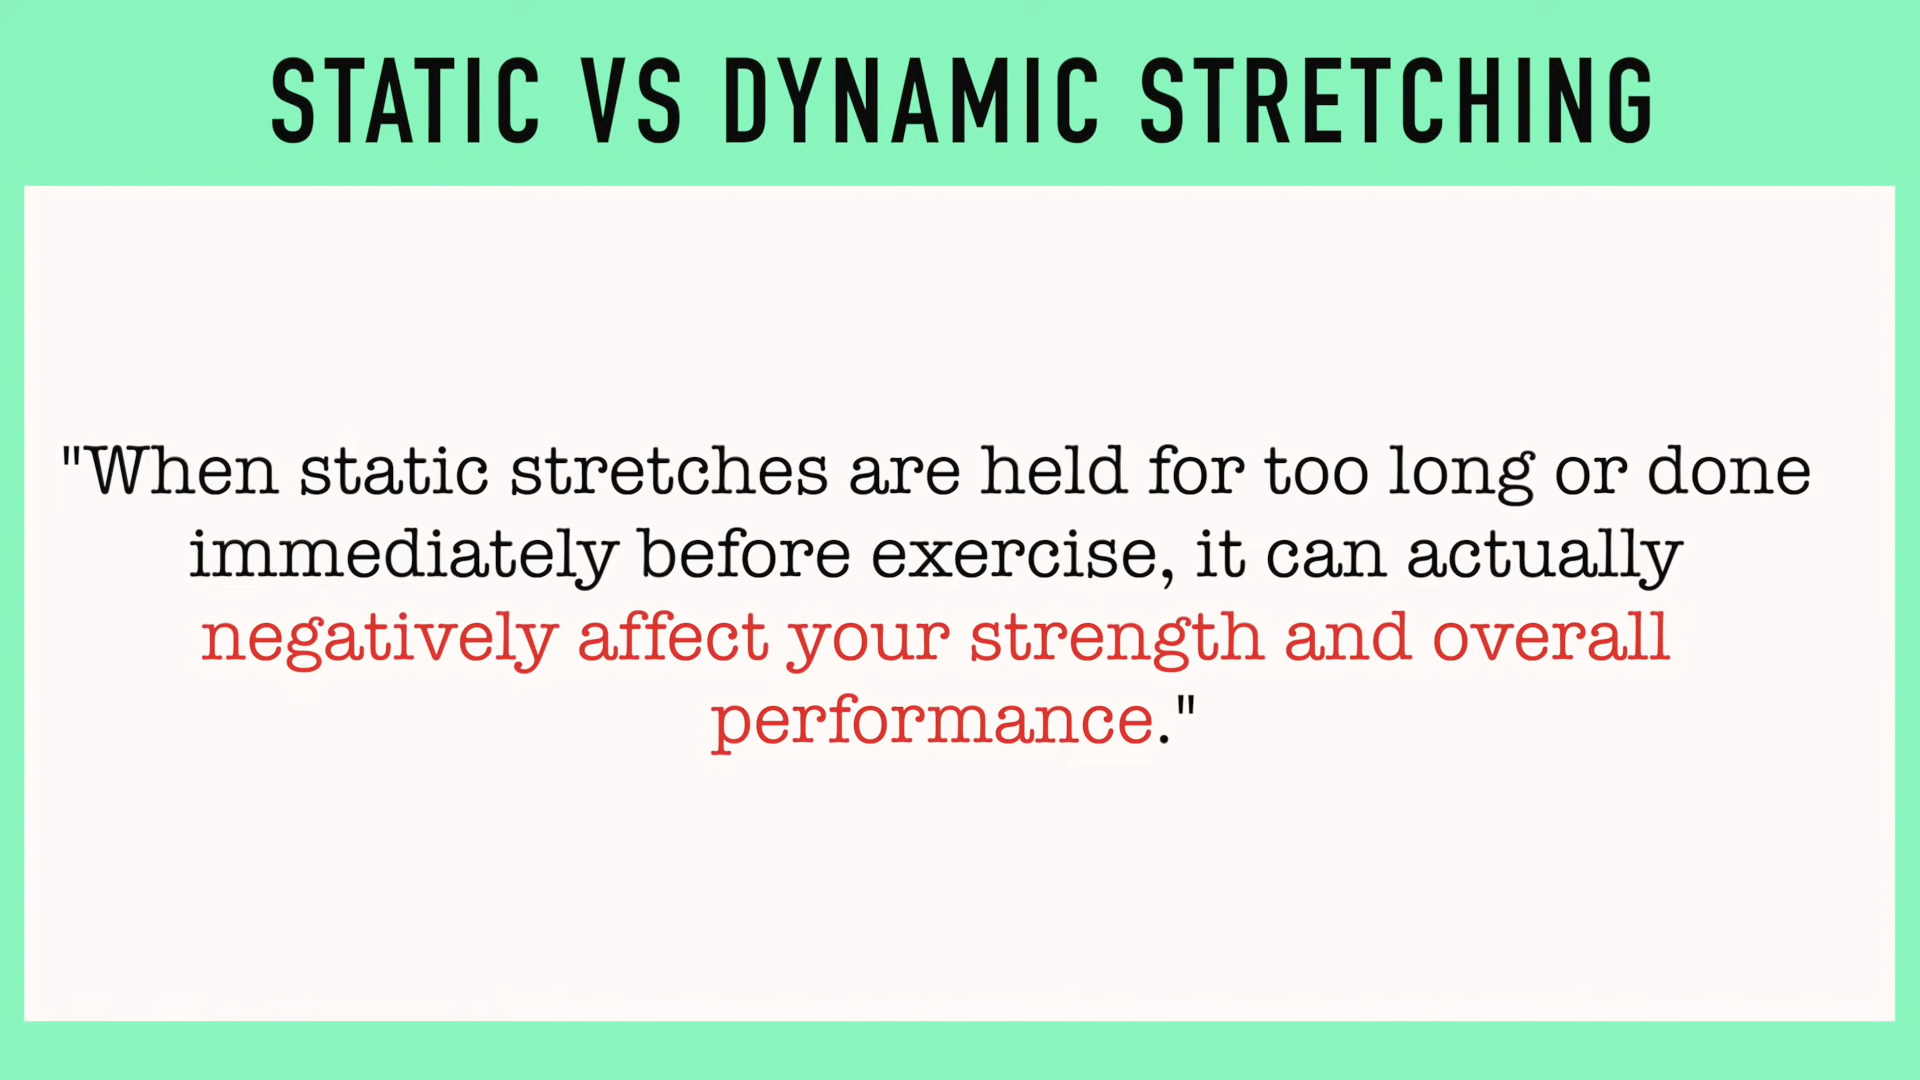 STATIC VS DYNAMIC STRETCHING
"When static stretches are held for too long or done
immediately before exercise, it can actually
negatively affect your strength and overall
performance."